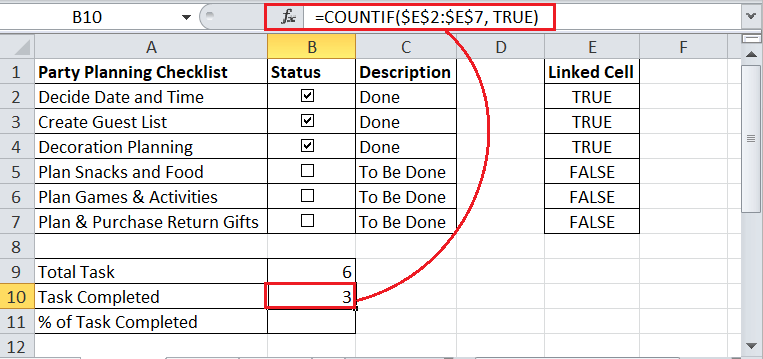 B10 fx =COUNTIF($E$2:$E$7, TRUE)
A B C D E F
1 Party Planning Checklist Status Description Linked Cell
2 Decide Date and Time Done TRUE
3 Create Guest List Done TRUE
4 Decoration Planning Done TRUE
5 Plan Snacks and Food To Be Done FALSE
6 Plan Games & Activities To Be Done FALSE
7 Plan & Purchase Return Gifts To Be Done FALSE
8
9 Total Task 6
10 Task Completed 3
11 % of Task Completed
12